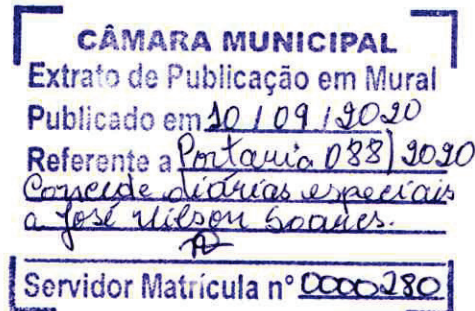 CÂMARA MUNICIPAL
Extrato de Publicação em Mural
Publicado em 10/09/2020
Referente a Portaria 088/2020
Concede diárias especiais
a José Nilson Soares.
Servidor Matrícula nº 0000280